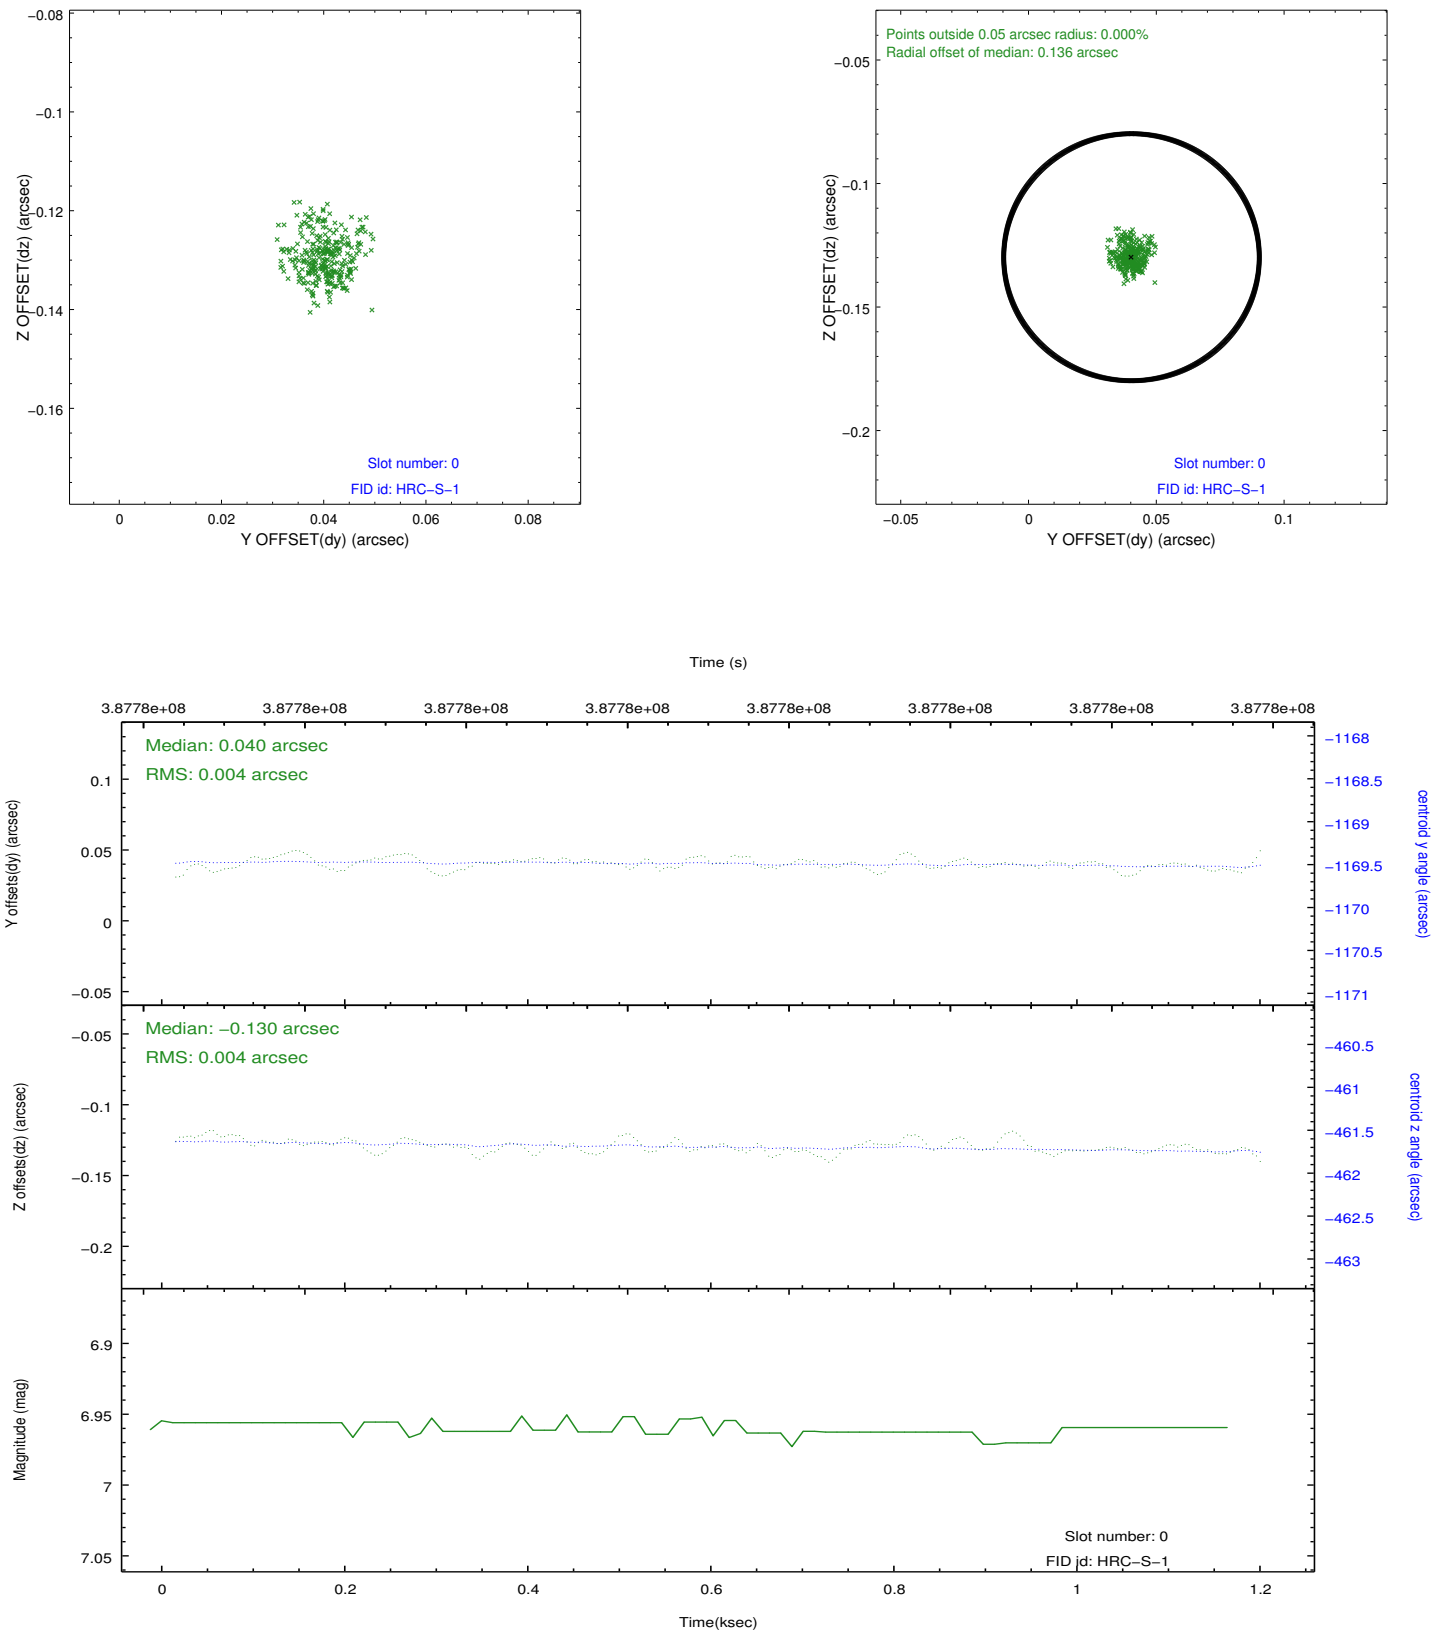 −0.08
−0.1
−0.12
−0.14
−0.16
Z OFFSET(dz) (arcsec)
Slot number: 0
FID id: HRC−S−1
0 0.02 0.04 0.06 0.08
Y OFFSET(dy) (arcsec)
Points outside 0.05 arcsec radius: 0.000%
Radial offset of median: 0.136 arcsec
−0.05
−0.1
−0.15
−0.2
Z OFFSET(dz) (arcsec)
Slot number: 0
FID id: HRC−S−1
−0.05 0 0.05 0.1
Y OFFSET(dy) (arcsec)
Time (s)
3.8778e+08 3.8778e+08 3.8778e+08 3.8778e+08 3.8778e+08 3.8778e+08 3.8778e+08 3.8778e+08
Median: 0.040 arcsec
RMS: 0.004 arcsec
0.1
0.05
0
−0.05
Y offsets(dy) (arcsec)
−1168
−1168.5
−1169
−1169.5
−1170
−1170.5
−1171
centroid y angle (arcsec)
Median: −0.130 arcsec
RMS: 0.004 arcsec
−0.05
−0.1
−0.15
−0.2
Z offsets(dz) (arcsec)
−460.5
−461
−461.5
−462
−462.5
−463
centroid z angle (arcsec)
6.9
6.95
7
7.05
Magnitude (mag)
Slot number: 0
FID id: HRC−S−1
0 0.2 0.4 0.6 0.8 1 1.2
Time(ksec)